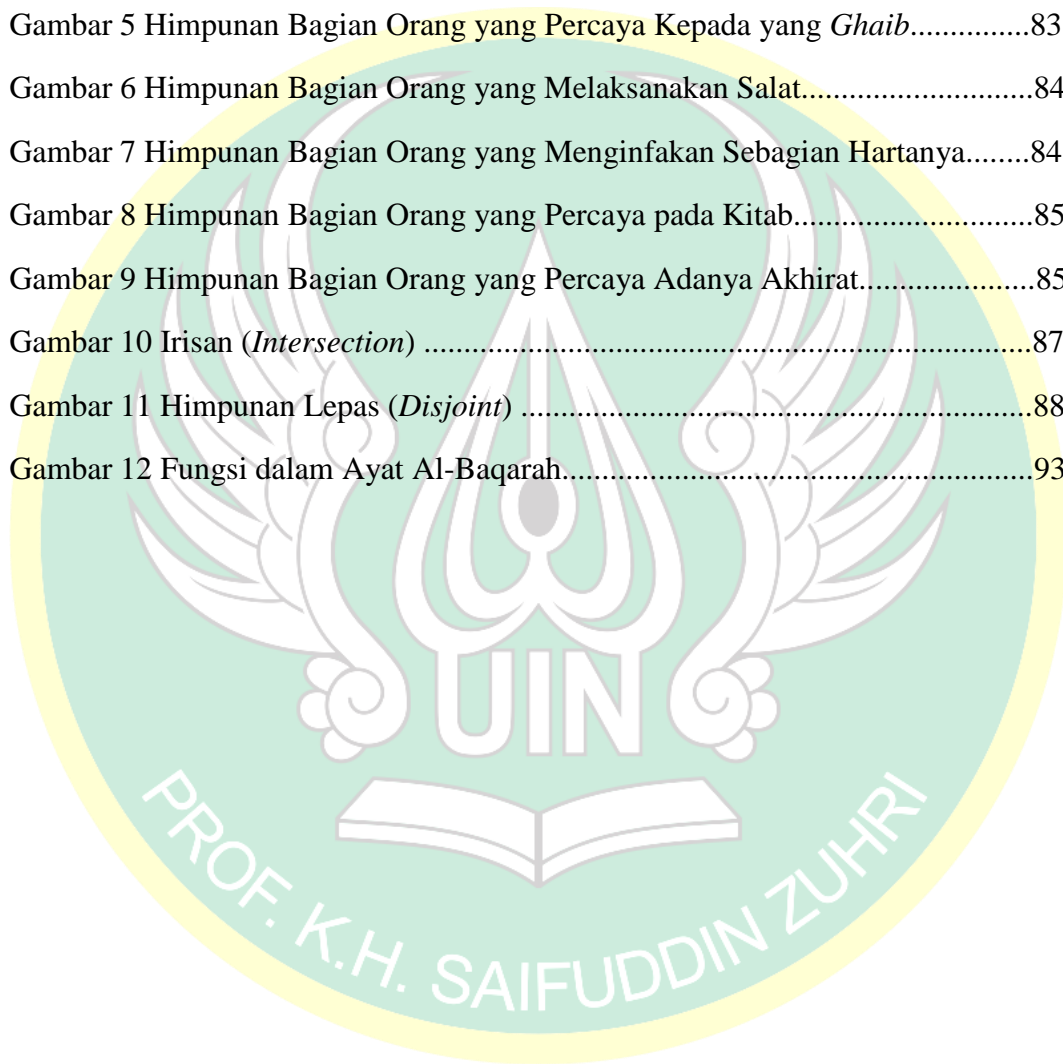 Gambar 5 Himpunan Bagian Orang yang Percaya Kepada yang Ghaib...............83
Gambar 6 Himpunan Bagian Orang yang Melaksanakan Salat.............................84
Gambar 7 Himpunan Bagian Orang yang Menginfakan Sebagian Hartanya........84
Gambar 8 Himpunan Bagian Orang yang Percaya pada Kitab..............................85
Gambar 9 Himpunan Bagian Orang yang Percaya Adanya Akhirat......................85
Gambar 10 Irisan (Intersection) ............................................................................87
Gambar 11 Himpunan Lepas (Disjoint) ................................................................88
Gambar 12 Fungsi dalam Ayat Al-Baqarah...........................................................93
UIN
PROF. K.H. SAIFUDDIN ZUHRI